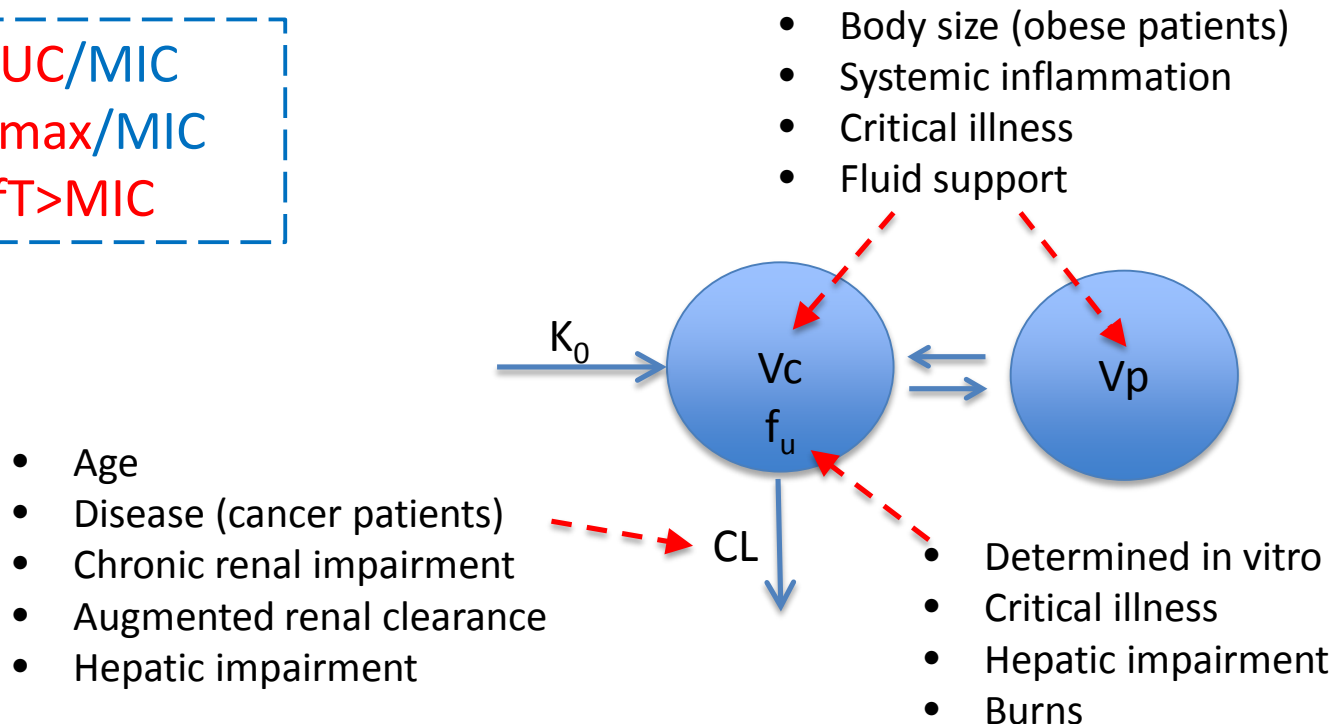 UC/MIC
max/MIC
fT>MIC
• Body size (obese patients)
• Systemic inflammation
• Critical illness
• Fluid support
K₀
Vc
fᵤ
Vp
• Age
• Disease (cancer patients)
• Chronic renal impairment
• Augmented renal clearance
• Hepatic impairment
CL
• Determined in vitro
• Critical illness
• Hepatic impairment
• Burns